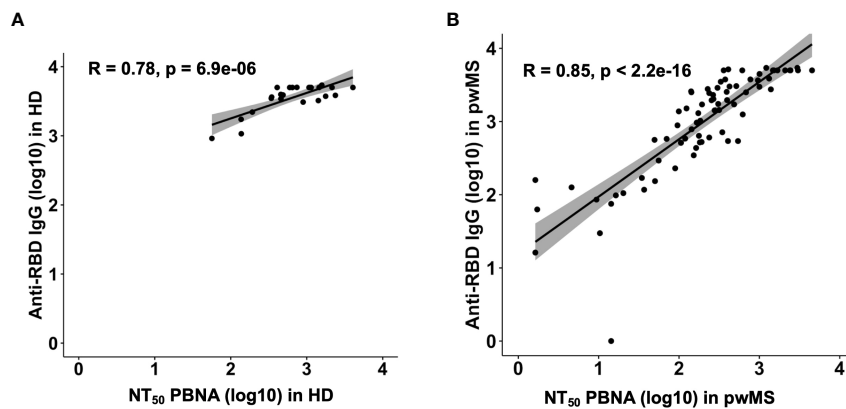 A
R = 0.78, p = 6.9e-06
Anti-RBD IgG (log10) in HD
4
3
2
1
0
0 1 2 3 4
NT50 PBNA (log10) in HD
B
R = 0.85, p < 2.2e-16
Anti-RBD IgG (log10) in pwMS
4
3
2
1
0
0 1 2 3 4
NT50 PBNA (log10) in pwMS